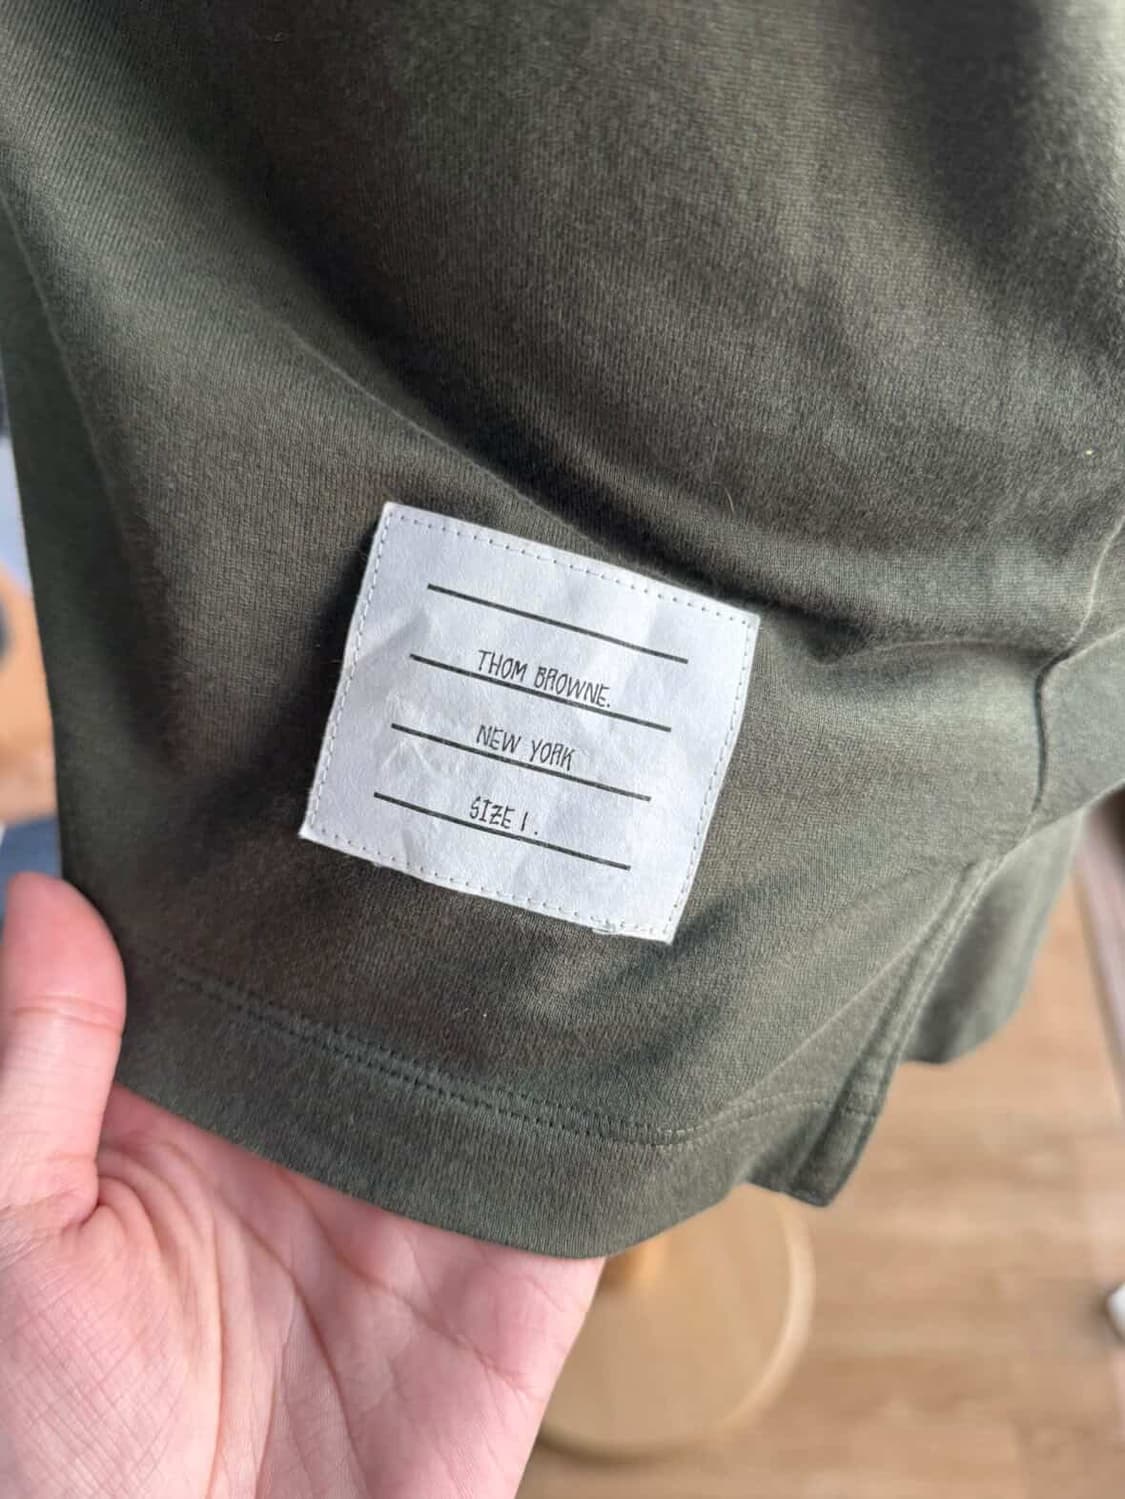 THOM BROWNE.
NEW YORK
SIZE 1.